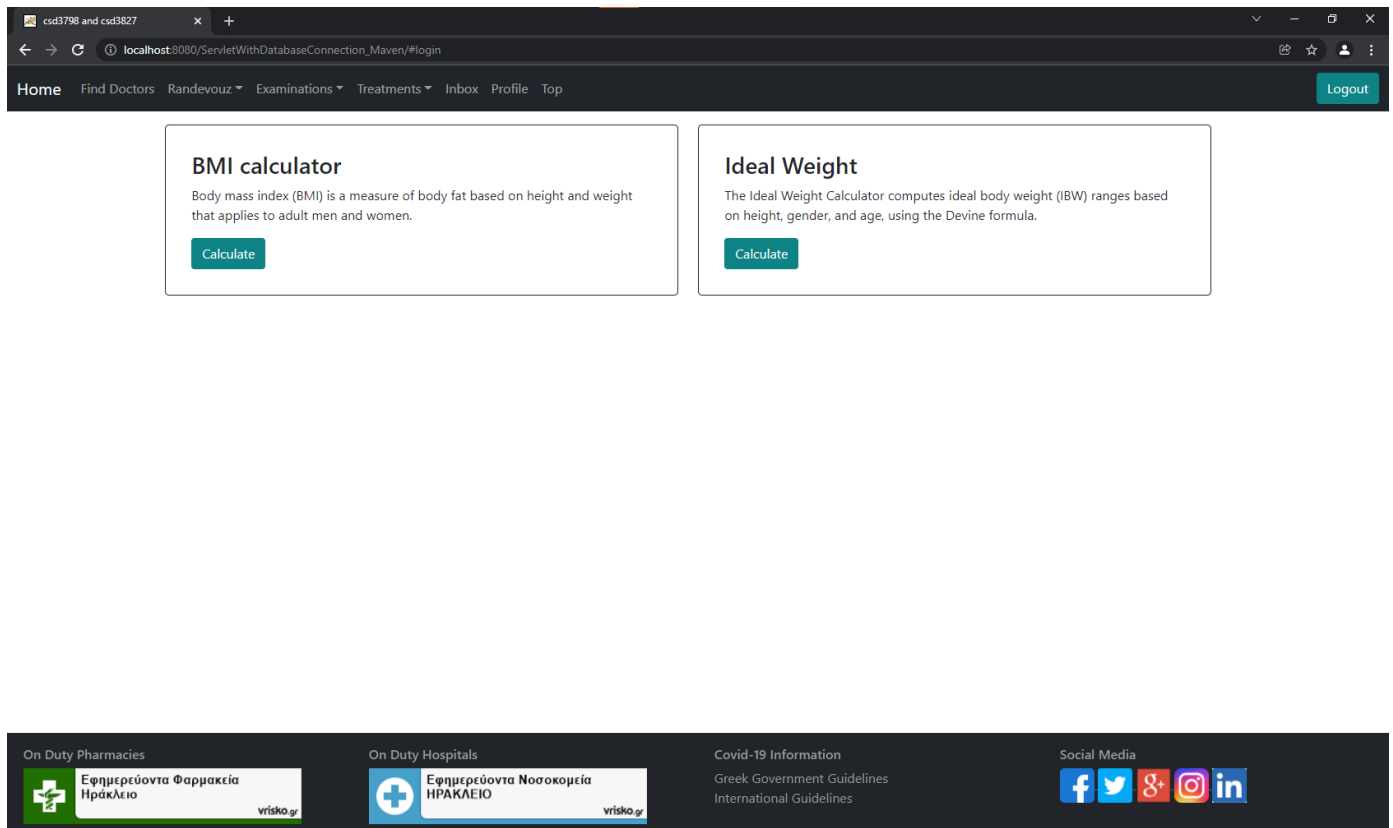 csd3798 and csd3827
localhost:8080/ServletWithDatabaseConnection_Maven/#login
Home Find Doctors Randevouz Examinations Treatments Inbox Profile Top Logout
BMI calculator
Body mass index (BMI) is a measure of body fat based on height and weight
that applies to adult men and women.
Calculate
Ideal Weight
The Ideal Weight Calculator computes ideal body weight (IBW) ranges based
on height, gender, and age, using the Devine formula.
Calculate
On Duty Pharmacies
Εφημερεύοντα Φαρμακεία
Ηράκλειο
vrisko.gr
On Duty Hospitals
Εφημερεύοντα Νοσοκομεία
ΗΡΑΚΛΕΙΟ
vrisko.gr
Covid-19 Information
Greek Government Guidelines
International Guidelines
Social Media
f
g+
in